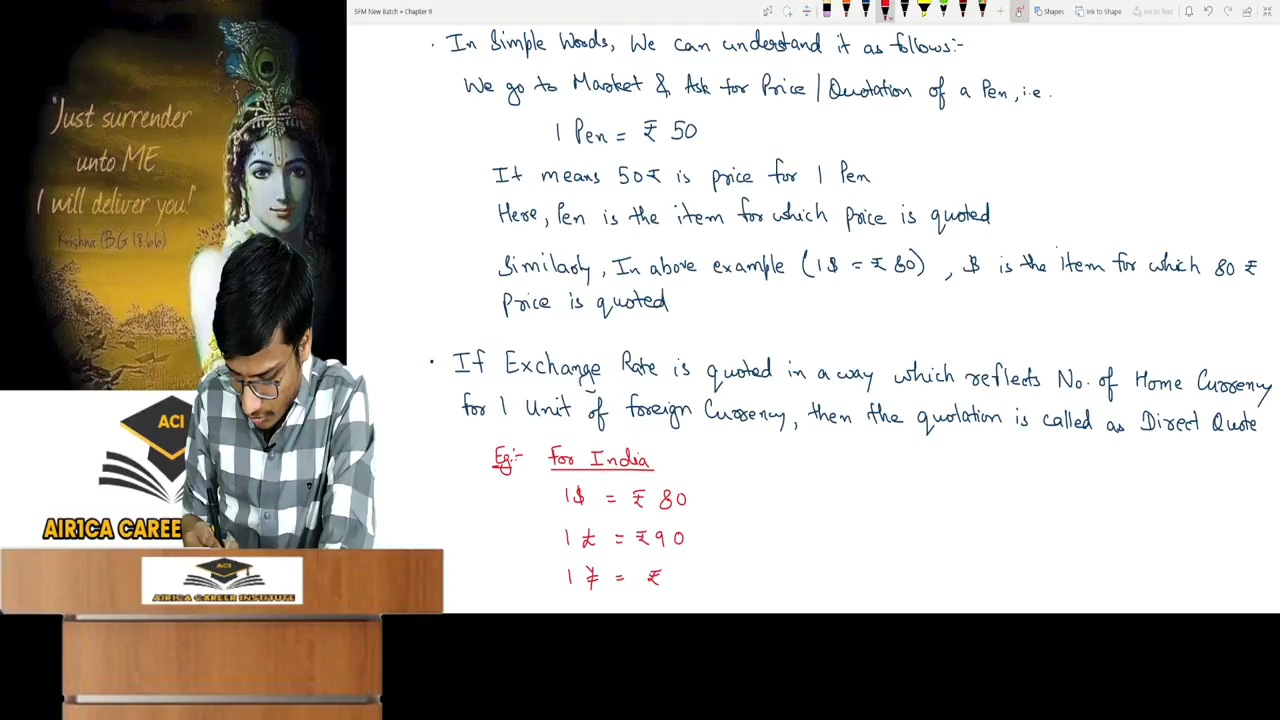 SFM New Batch • Chapter 9
Shapes
Ink to Shape
Ink to Text
• In Simple Words, We can understand it as follows:-
We go to Market & Ask for Price / Quotation of a Pen, i.e.
1 Pen = ₹ 50
It means 50₹ is price for 1 Pen
Here, Pen is the item for which price is quoted
Similarly, In above example (1$ = ₹ 80), $ is the item for which 80 ₹
price is quoted
• If Exchange Rate is quoted in a way which reflects No. of Home Currency
for 1 Unit of foreign Currency, then the quotation is called as Direct Quote
Eg:- for India
1$ = ₹ 80
1 £ = ₹90
1 ¥ = ₹
"Just surrender
unto ME
I will deliver you!"
Krishna (B.G 18:66)
ACI
AIR1CA CAREE
ACI
AIR1CA CAREER INSTITUTE